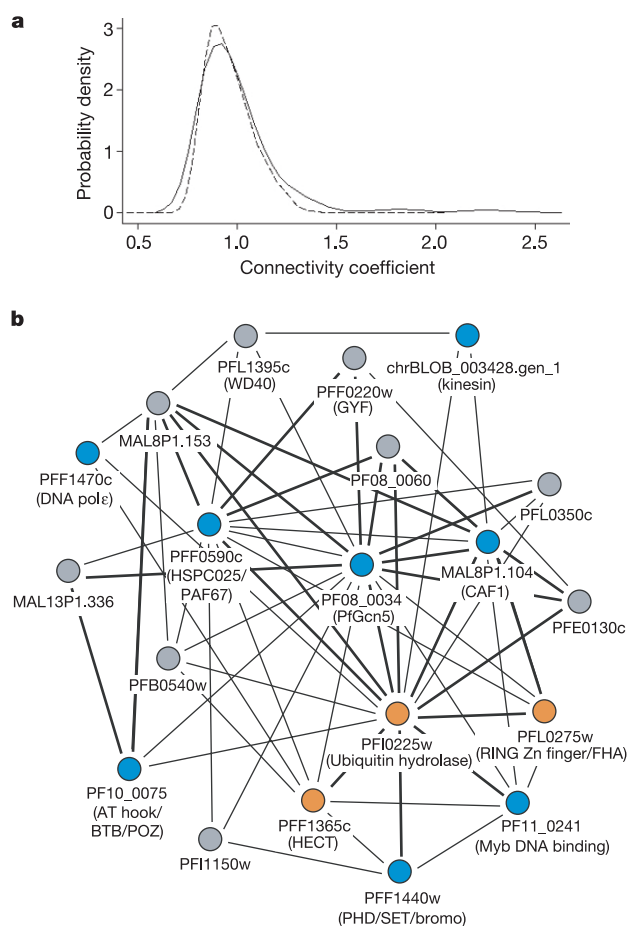 a
Probability density
3
2
1
0
0.5 1.0 1.5 2.0 2.5
Connectivity coefficient
b
PFL1395c
(WD40)
PFF0220w
(GYF)
chrBLOB_003428.gen_1
(kinesin)
MAL8P1.153
PFF1470c
(DNA polε)
PF08_0060
PFL0350c
PFF0590c
(HSPC025/
PAF67)
PF08_0034
(PfGcn5)
MAL8P1.104
(CAF1)
MAL13P1.336
PFE0130c
PFB0540w
PFI0225w
(Ubiquitin hydrolase)
PFL0275w
(RING Zn finger/FHA)
PF10_0075
(AT hook/
BTB/POZ)
PFF1365c
(HECT)
PF11_0241
(Myb DNA binding)
PFI1150w
PFF1440w
(PHD/SET/bromo)